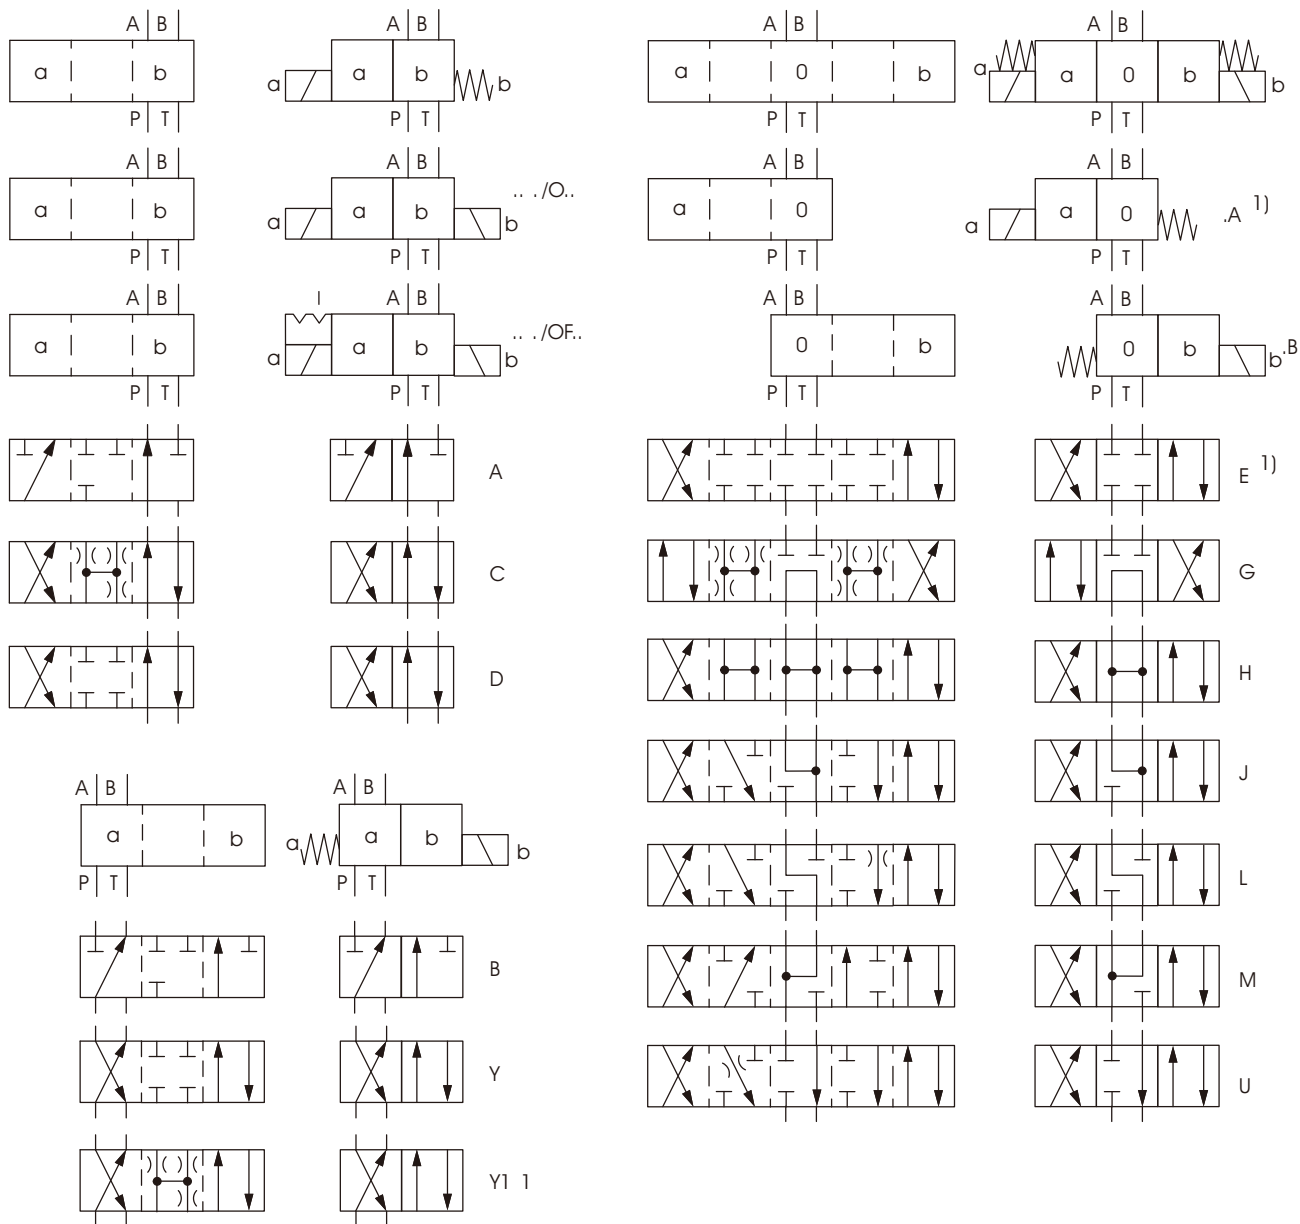 A B A B A B A B
a b a a b b a 0 b a a 0 b b
P T P T P T P T
A B A B A B A B
a b a a b b .. ./O.. a 0 a a 0 .A 1)
P T P T P T P T
A B I A B A B A B
a b a a b b .. ./OF.. 0 b 0 b b .B
P T P T P T P T
A E 1)
C G
D H
J
A B A B
a b a a b b
P T P T
L
B M
Y U
Y1 1